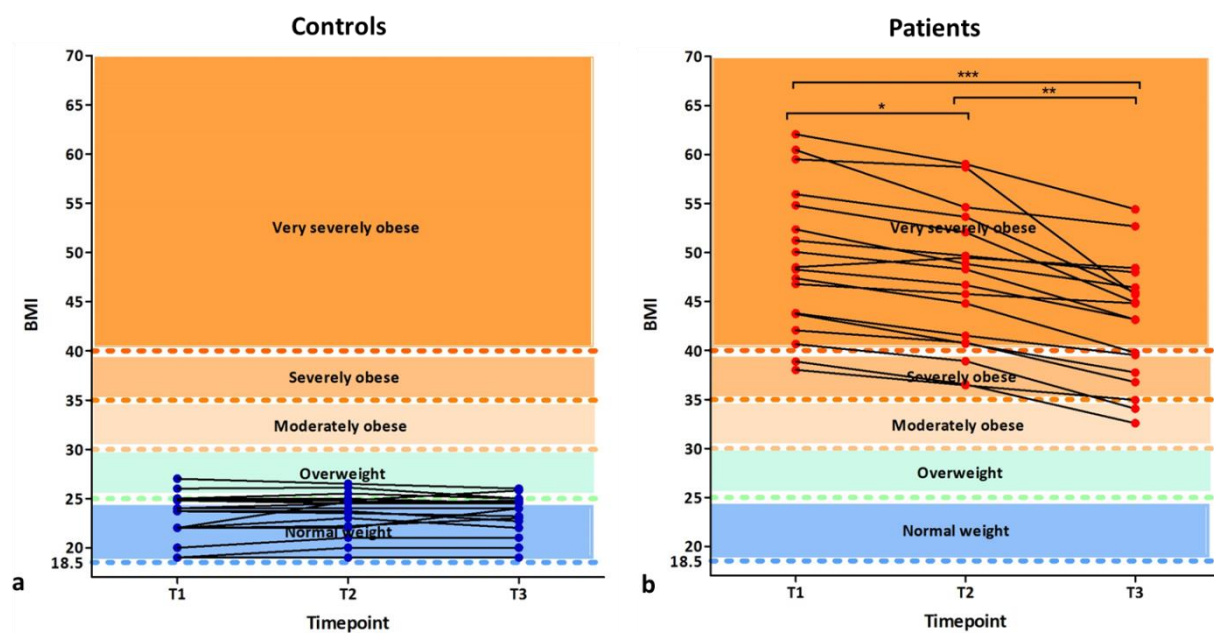 Controls
70
65
60
55
50
45
40
35
30
25
20
18.5
BMI
Very severely obese
Severely obese
Moderately obese
Overweight
Normal weight
T1 T2 T3
Timepoint
a
Patients
70
65
60
55
50
45
40
35
30
25
20
18.5
BMI
***
**
*
Very severely obese
Severely obese
Moderately obese
Overweight
Normal weight
T1 T2 T3
Timepoint
b